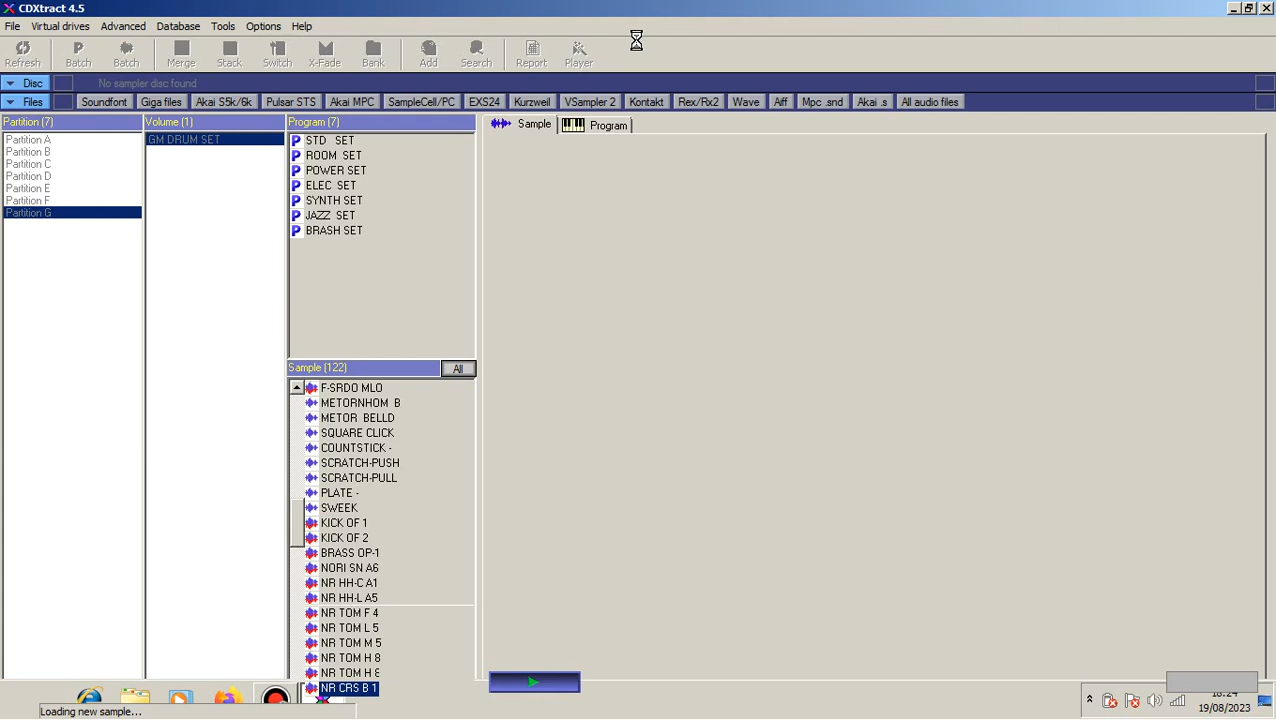 CDXtract 4.5
File Virtual drives Advanced Database Tools Options Help
Refresh Batch Batch Merge Stack Switch X-Fade Bank Add Search Report Player
Disc No sampler disc found
Files Soundfont Giga files Akai S5k/6k Pulsar STS Akai MPC SampleCell/PC EXS24 Kurzweil VSampler 2 Kontakt Rex/Rx2 Wave Aiff Mpc .snd Akai .s All audio files
Partition (7)
Partition A
Partition B
Partition C
Partition D
Partition E
Partition F
Partition G
Volume (1)
GM DRUM SET
Program (7)
STD SET
ROOM SET
POWER SET
ELEC SET
SYNTH SET
JAZZ SET
BRASH SET
Sample (122) All
F-SRDO MLO
METORNHOM B
METOR BELLD
SQUARE CLICK
COUNTSTICK -
SCRATCH-PUSH
SCRATCH-PULL
PLATE -
SWEEK
KICK OF 1
KICK OF 2
BRASS OP-1
NORI SN A6
NR HH-C A1
NR HH-L A5
NR TOM F 4
NR TOM L 5
NR TOM M 5
NR TOM H 8
NR TOM H 8
NR CRS B 1
Sample Program
Loading new sample...
18:24
19/08/2023